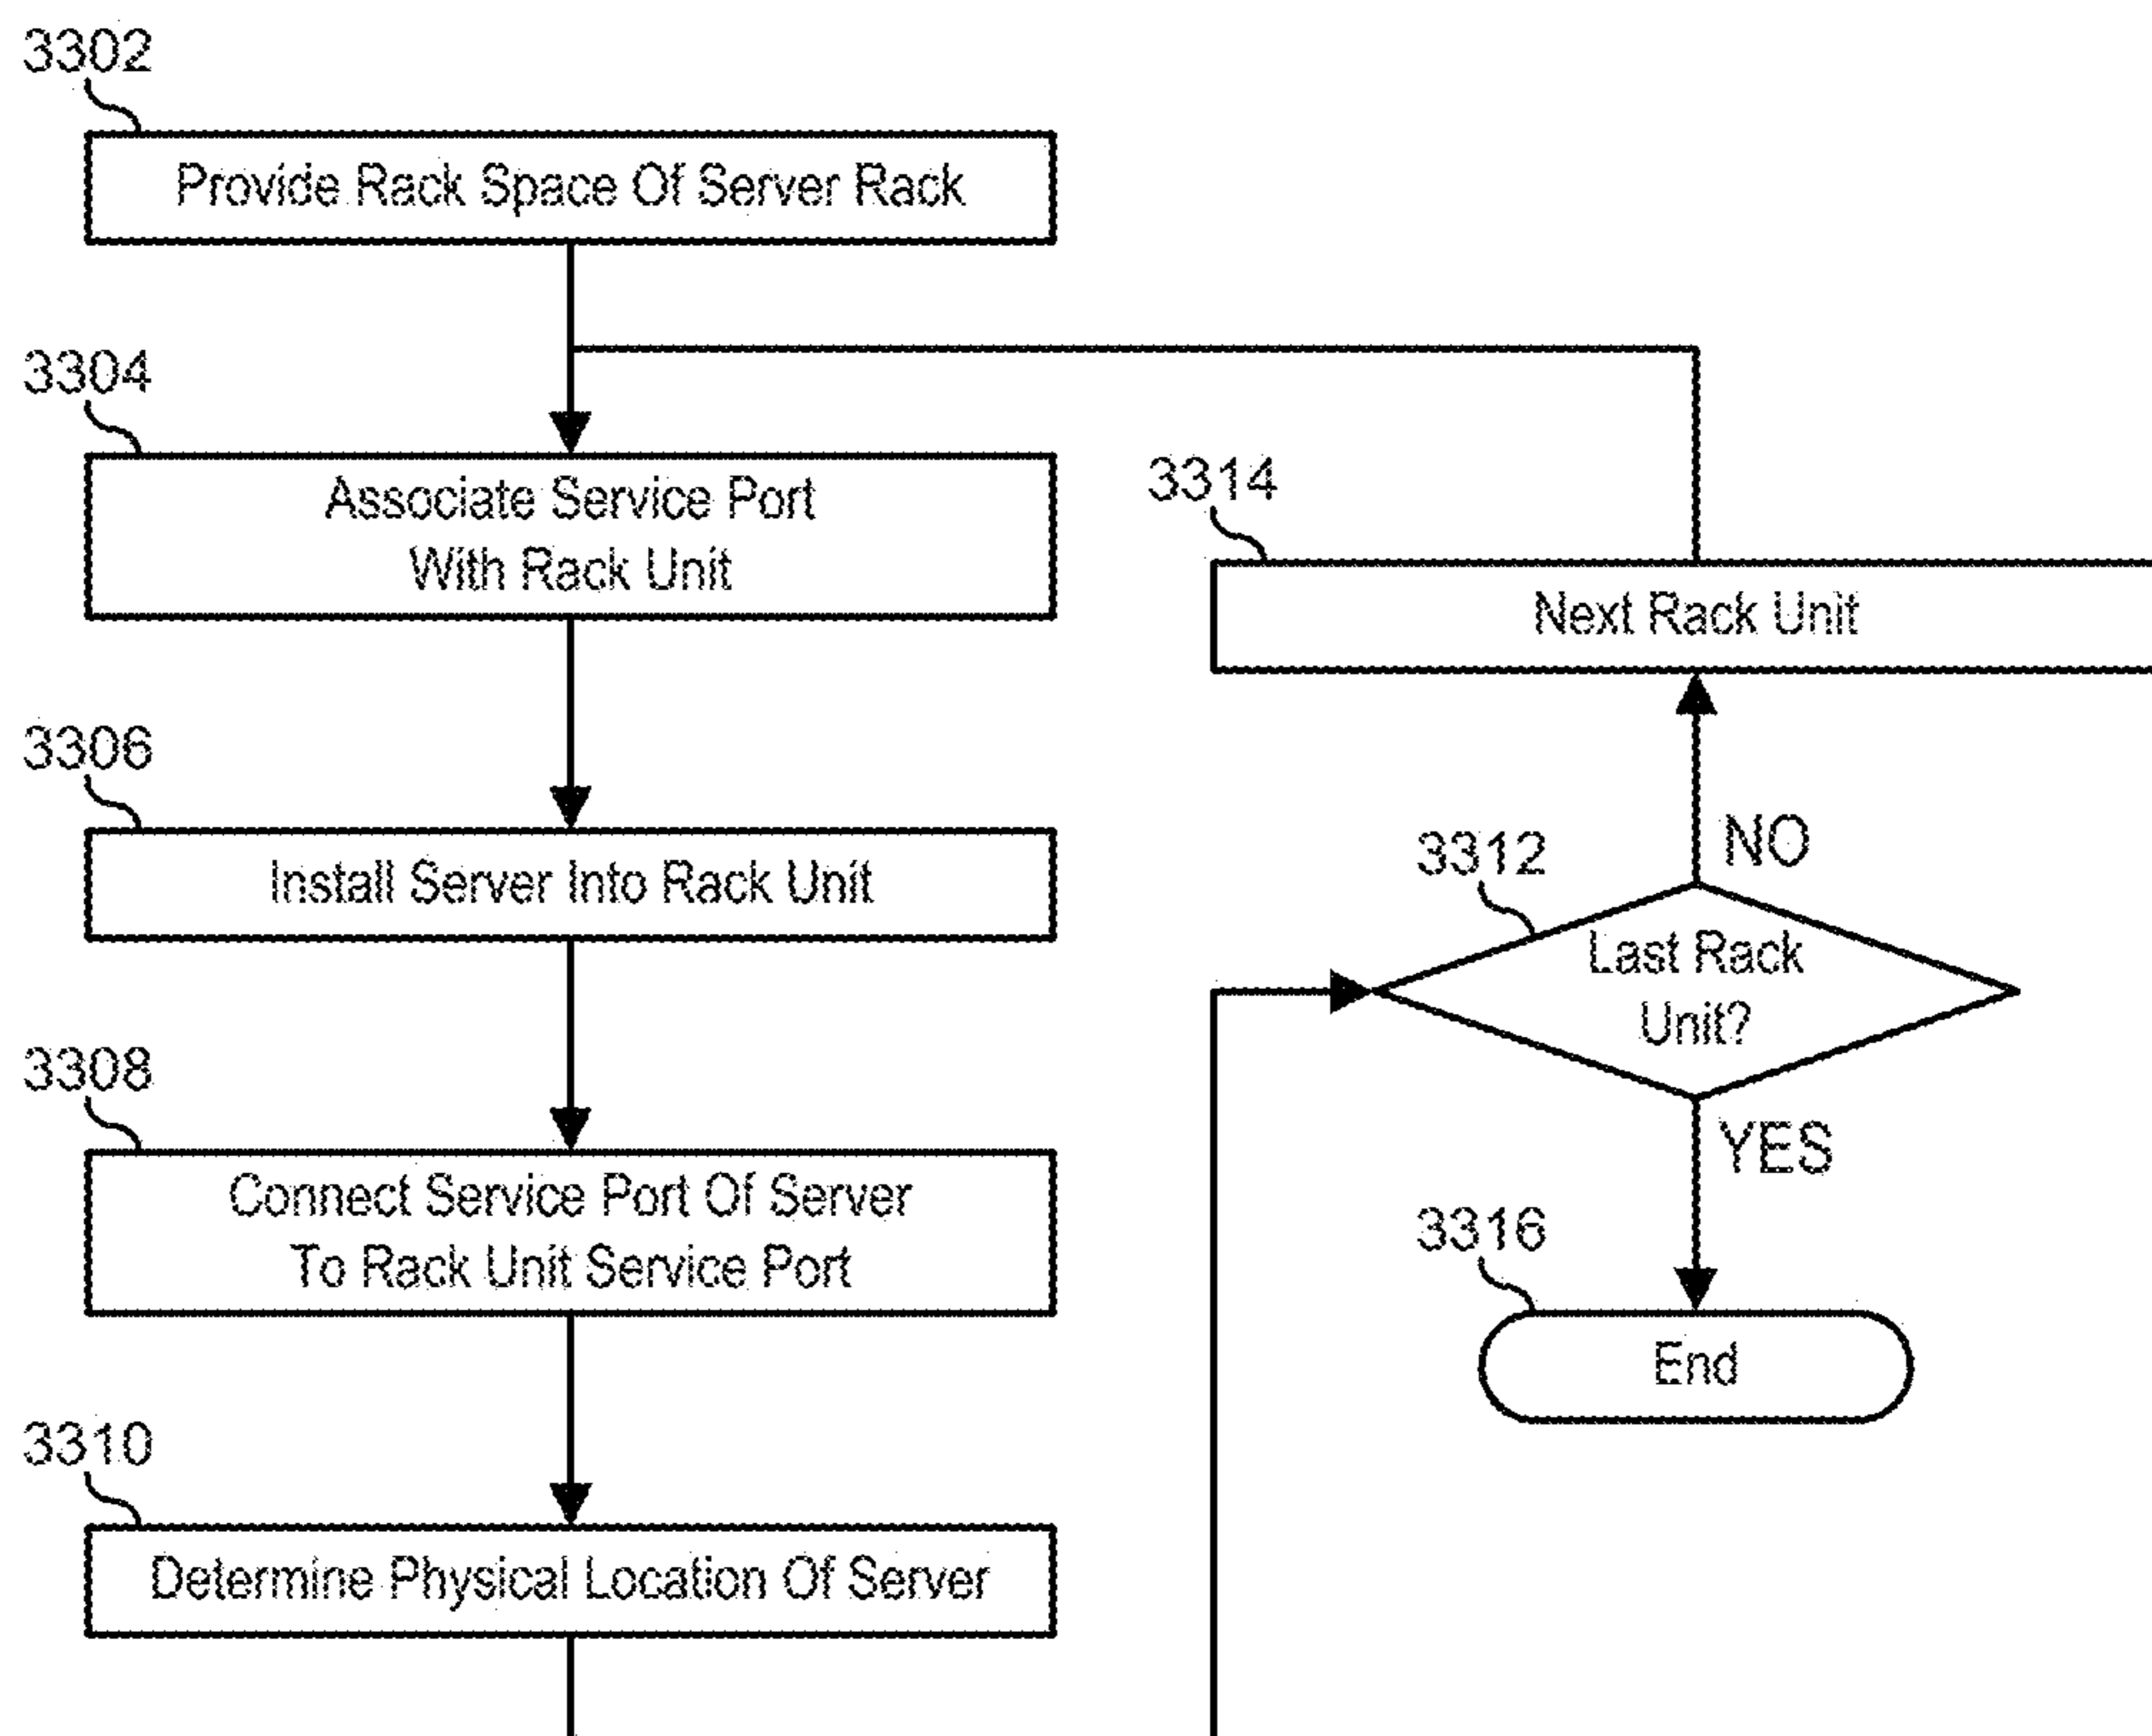 3302
Provide Rack Space Of Server Rack
3304
Associate Service Port
With Rack Unit
3306
Install Server Into Rack Unit
3308
Connect Service Port Of Server
To Rack Unit Service Port
3310
Determine Physical Location Of Server
3314
Next Rack Unit
NO
3312
Last Rack
Unit?
YES
3316
End